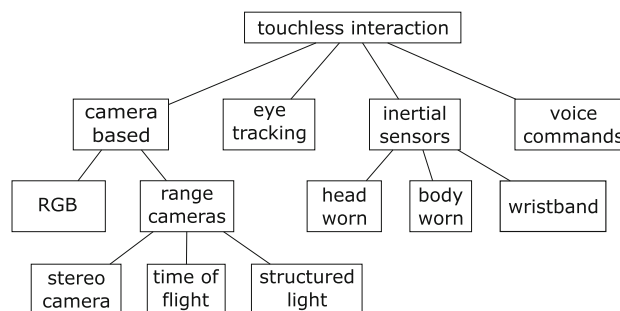 touchless interaction
camera
based
eye
tracking
inertial
sensors
voice
commands
RGB
range
cameras
head
worn
body
worn
wristband
stereo
camera
time of
flight
structured
light